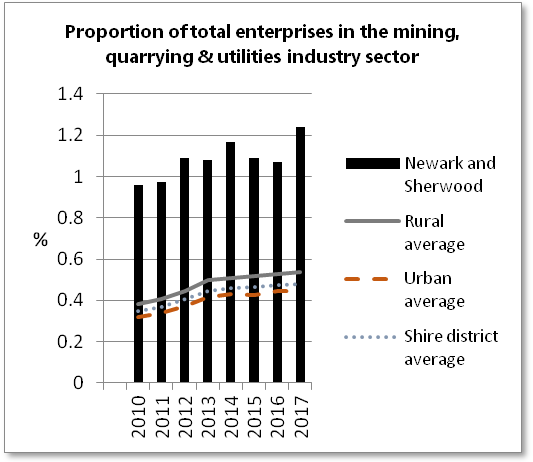 Proportion of total enterprises in the mining,
quarrying & utilities industry sector
1.4
1.2
1
0.8
0.6
0.4
0.2
0
%
2010
2011
2012
2013
2014
2015
2016
2017
Newark and
Sherwood
Rural
average
Urban
average
Shire district
average